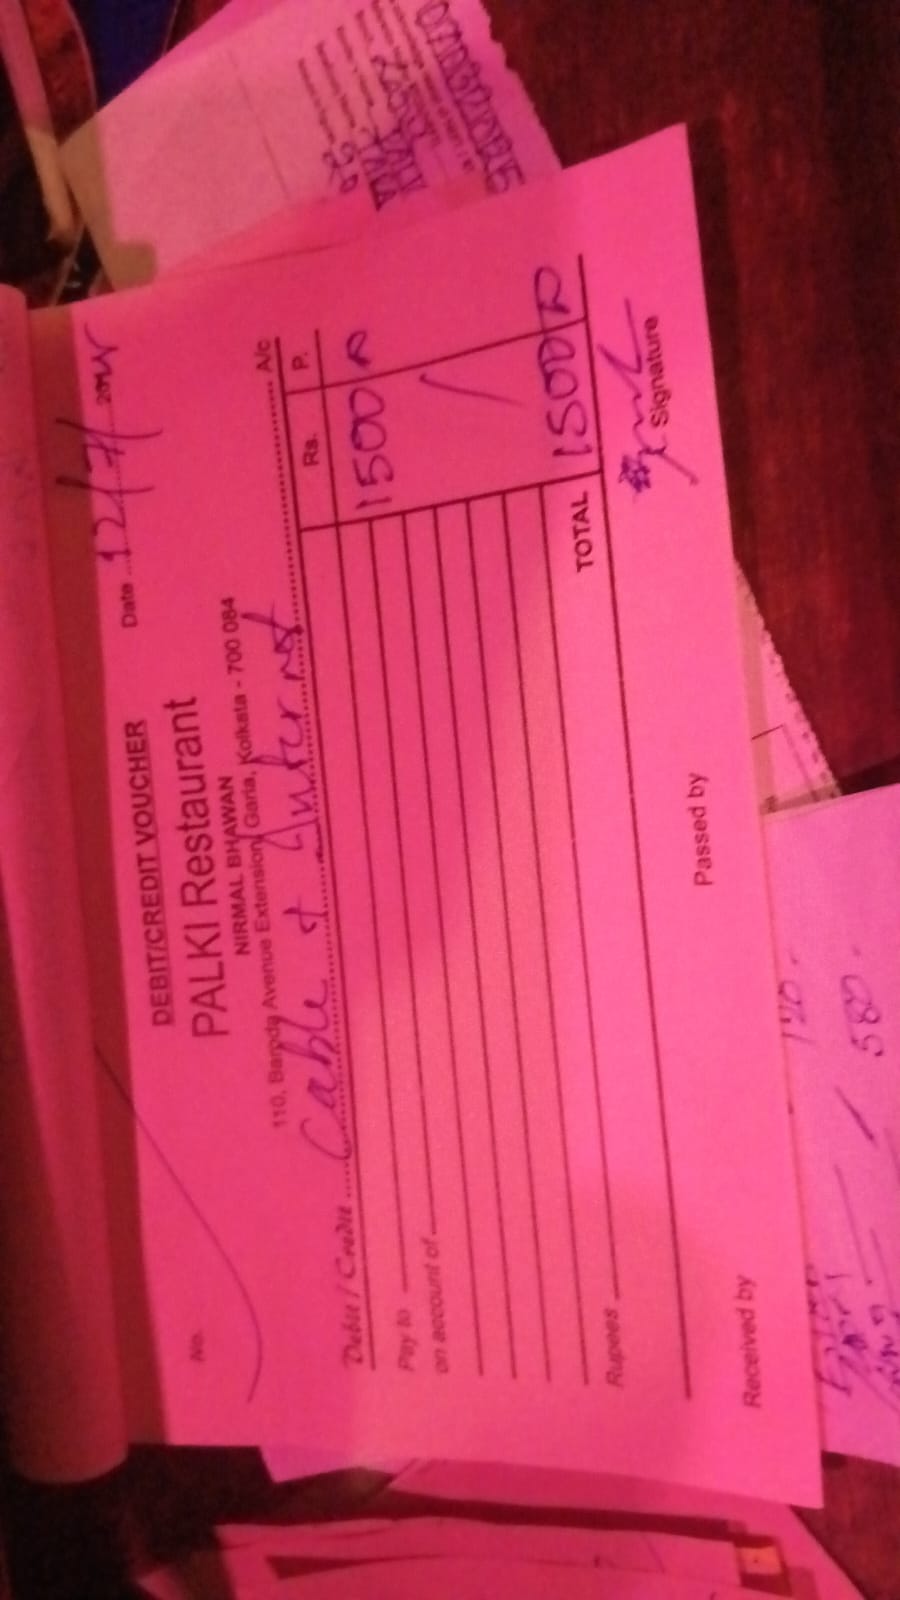 No.
Date 12/7/20
DEBIT/CREDIT VOUCHER
PALKI Restaurant
NIRMAL BHAWAN
110, Baroda Avenue Extension, Garia, Kolkata - 700 084
Debit / Credit Cable & Internet A/c
Rs. P.
1500
Pay to
on account of
TOTAL 1500
Rupees
Signature
Received by
Passed by
120 -
580 -